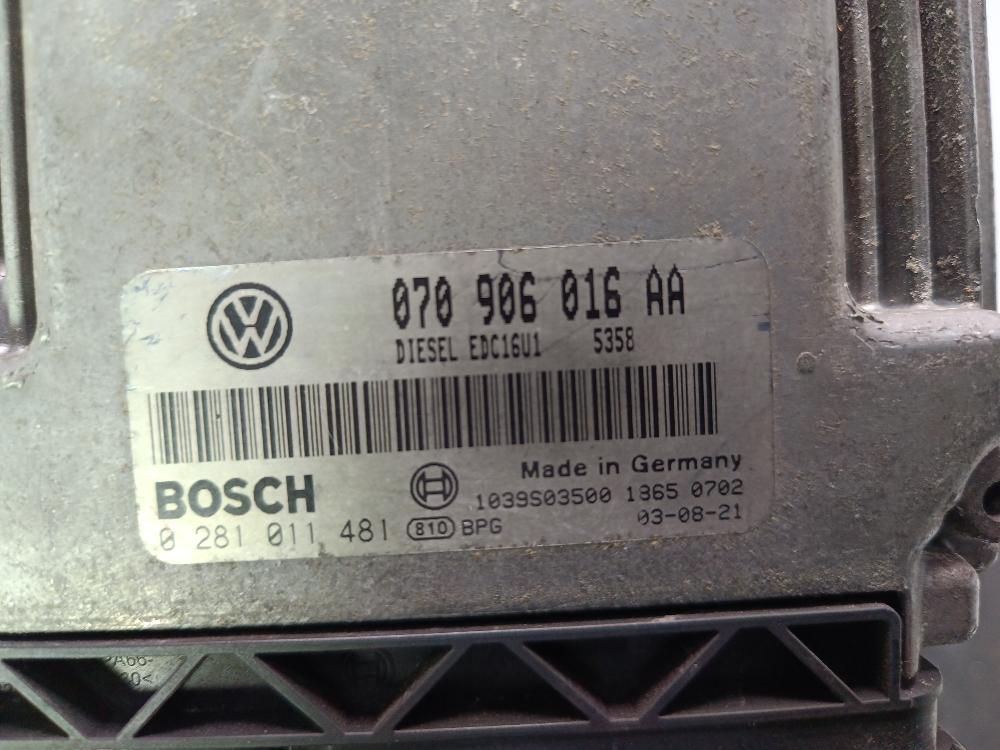 070 906 016 AA
DIESEL EDC16U1 5358
BOSCH
Made in Germany
1039S03500 1865 0702
0 281 011 481 810 BPG
03-08-21